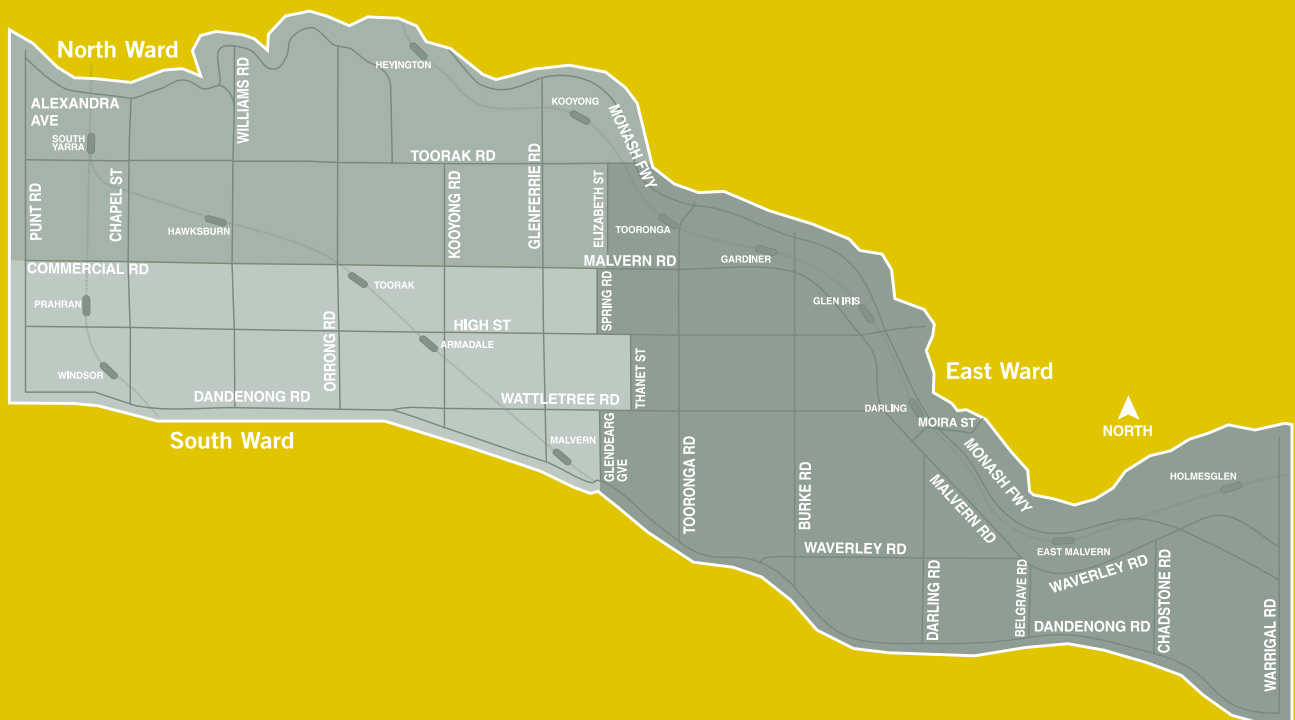 North Ward
HEYINGTON
WILLIAMS RD
ALEXANDRA
AVE
KOOYONG
MONASH FWY
SOUTH
YARRA
TOORAK RD
PUNT RD
CHAPEL ST
KOOYONG RD
GLENFERRIE RD
ELIZABETH ST
HAWKSBURN
TOORONGA
GARDINER
MALVERN RD
COMMERCIAL RD
TOORAK
PRAHRAN
SPRING RD
GLEN IRIS
HIGH ST
ORRONG RD
ARMADALE
WINDSOR
THANET ST
East Ward
DANDENONG RD
WATTLETREE RD
DARLING
MOIRA ST
NORTH
South Ward
MALVERN
GLENDEARG
GVE
TOORONGA RD
BURKE RD
MALVERN RD
MONASH FWY
HOLMESGLEN
WAVERLEY RD
EAST MALVERN
WAVERLEY RD
DARLING RD
BELGRAVE RD
DANDENONG RD
CHADSTONE RD
WARRIGAL RD